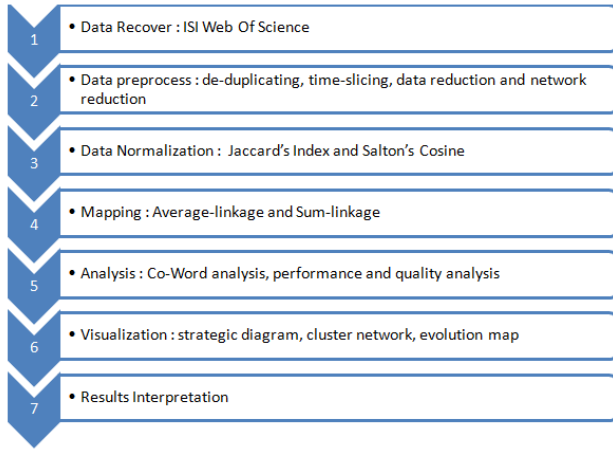 1
• Data Recover : ISI Web Of Science
2
• Data preprocess : de-duplicating, time-slicing, data reduction and network
reduction
3
• Data Normalization : Jaccard's Index and Salton's Cosine
4
• Mapping : Average-linkage and Sum-linkage
5
• Analysis : Co-Word analysis, performance and quality analysis
6
• Visualization : strategic diagram, cluster network, evolution map
7
• Results Interpretation